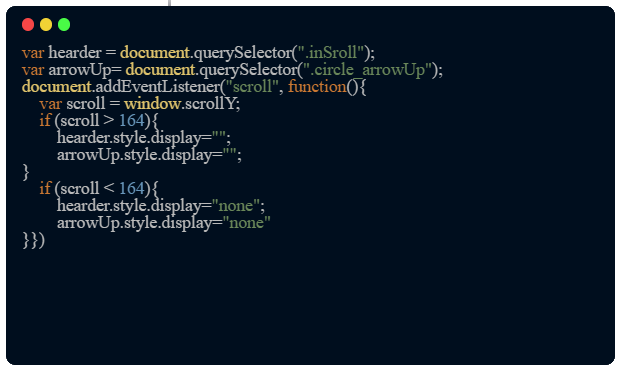 var hearder = document.querySelector(".inSroll");
var arrowUp= document.querySelector(".circle_arrowUp");
document.addEventListener("scroll", function(){
    var scroll = window.scrollY;
    if (scroll > 164){
        hearder.style.display="";
        arrowUp.style.display="";
}
    if (scroll < 164){
        hearder.style.display="none";
        arrowUp.style.display="none"
}})